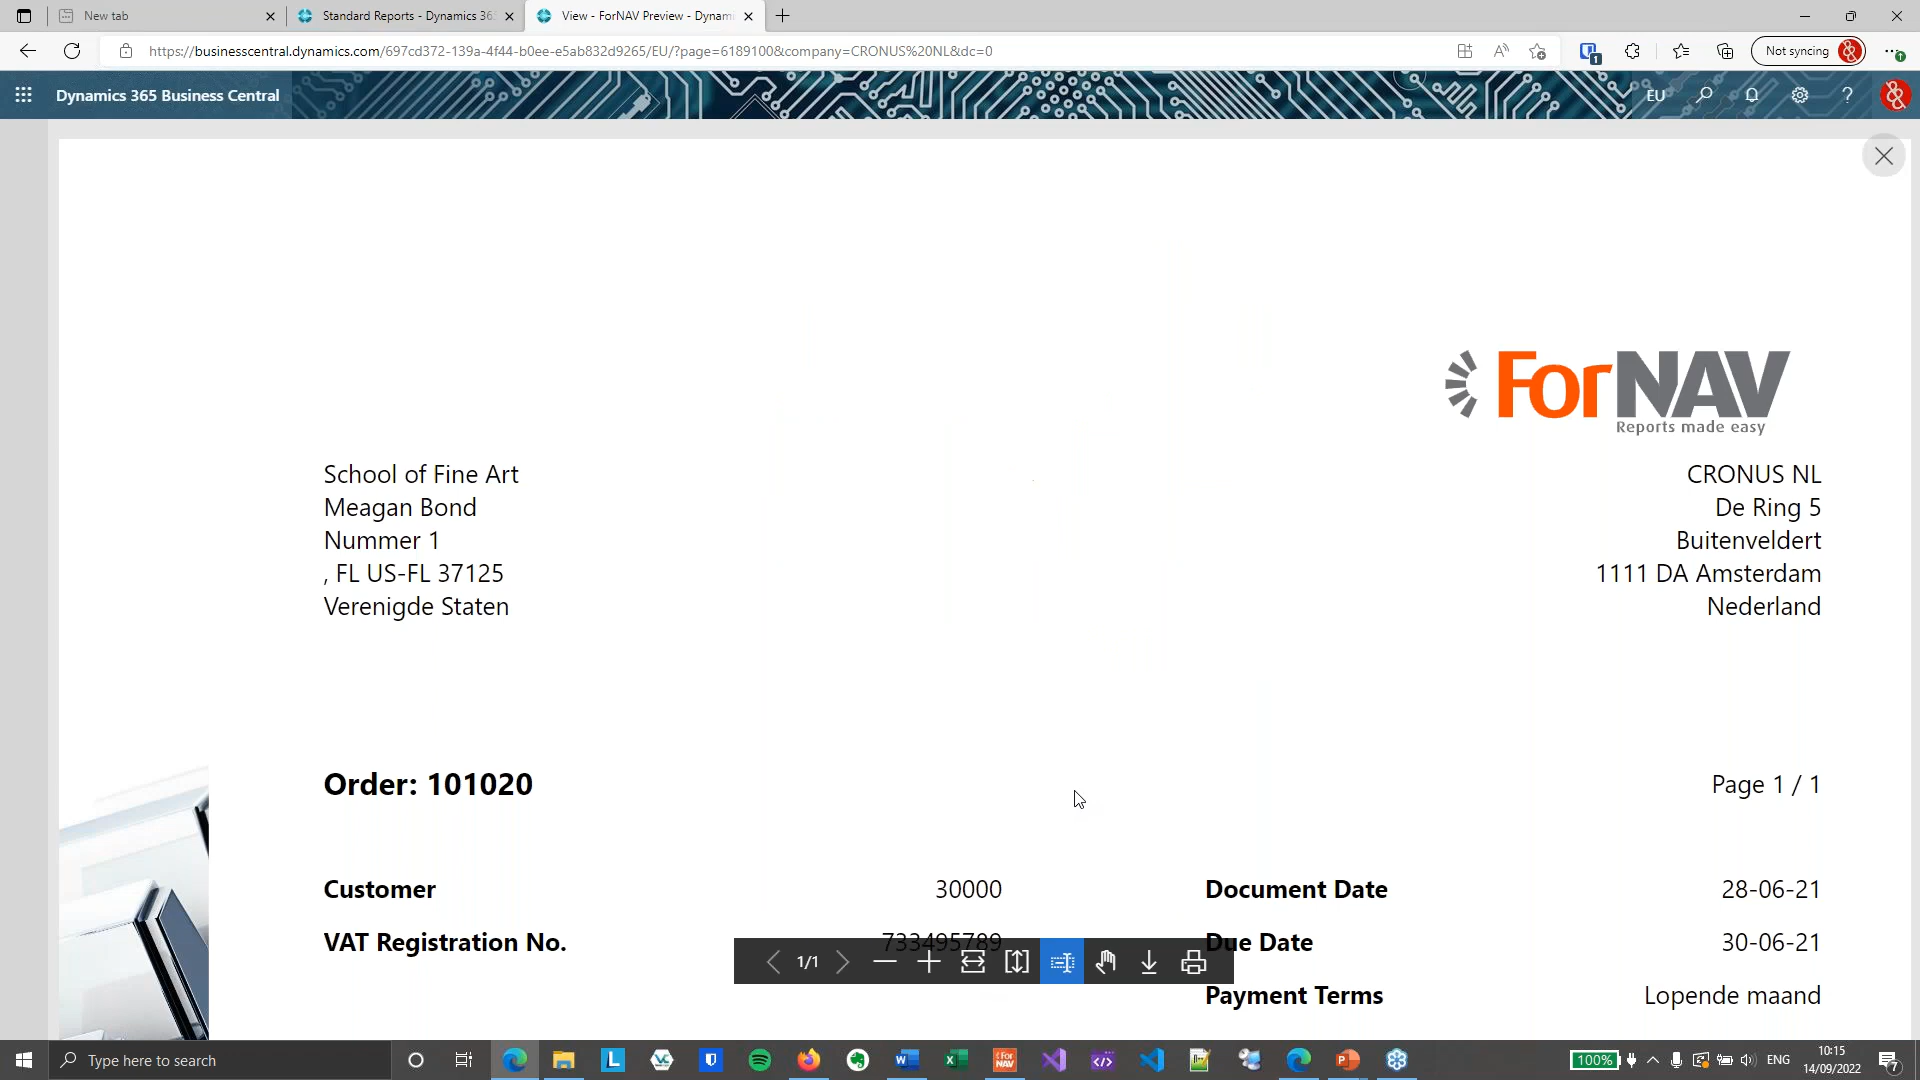 New tab
Standard Reports - Dynamics 36
View - ForNAV Preview - Dynam
https://businesscentral.dynamics.com/697cd372-139a-4f44-b0ee-e5ab832d9265/EU/?page=6189100&company=CRONUS%20NL&dc=0
Not syncing
Dynamics 365 Business Central
EU
ForNAV
Reports made easy
School of Fine Art
Meagan Bond
Nummer 1
, FL US-FL 37125
Verenigde Staten
CRONUS NL
De Ring 5
Buitenveldert
1111 DA Amsterdam
Nederland
Order: 101020
Page 1 / 1
Customer 30000
Document Date 28-06-21
VAT Registration No. 733495789
Due Date 30-06-21
1/1
Payment Terms Lopende maand
Type here to search
100%
ENG
10:15
14/09/2022
7